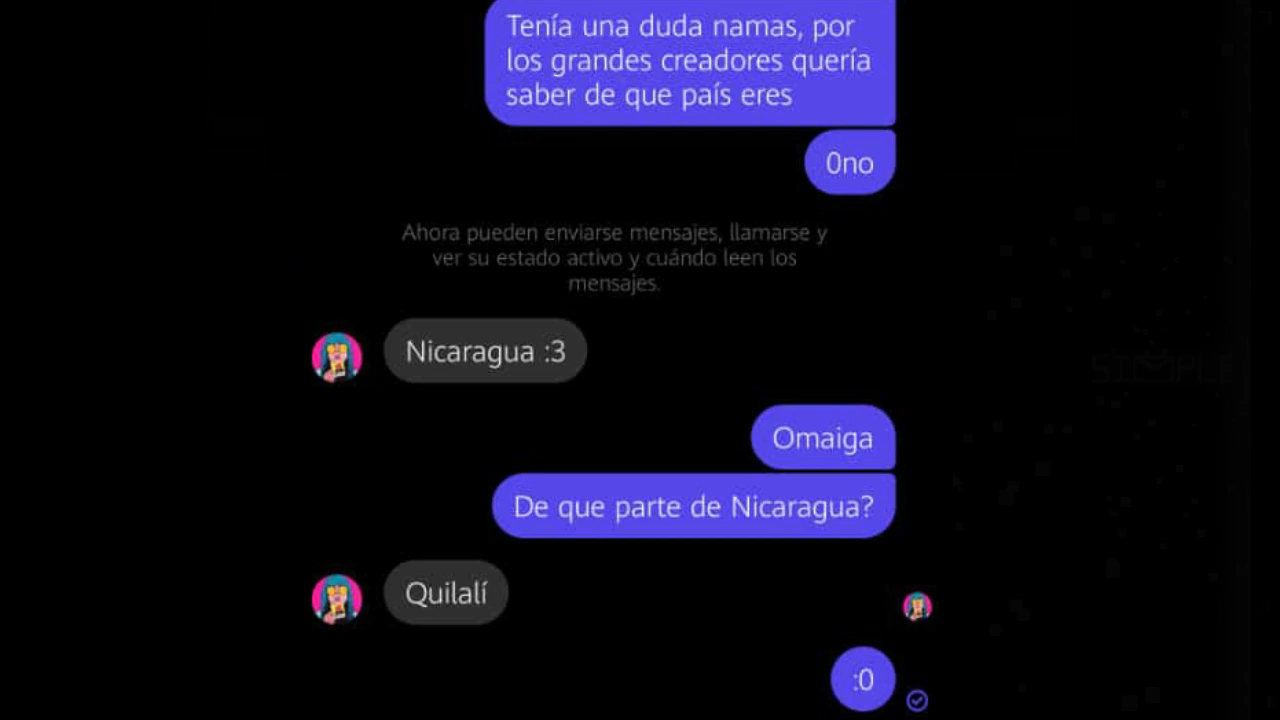 Tenía una duda namas, por
los grandes creadores quería
saber de que país eres
0no
Ahora pueden enviarse mensajes, llamarse y
ver su estado activo y cuándo leen los
mensajes.
Nicaragua :3
Omaiga
De que parte de Nicaragua?
Quilalí
:0